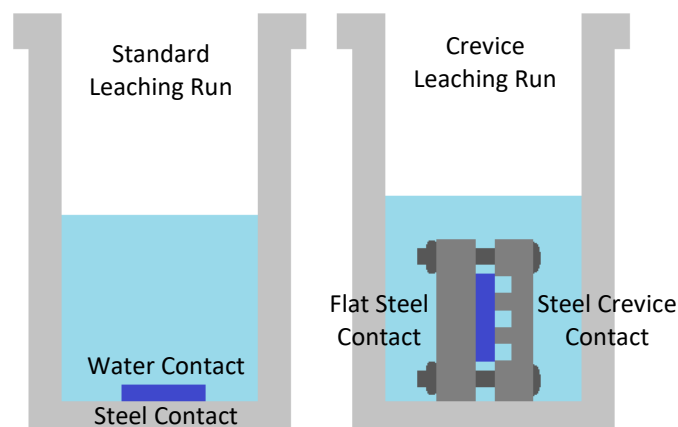 Standard
Leaching Run
Water Contact
Steel Contact
Crevice
Leaching Run
Flat Steel
Contact
Steel Crevice
Contact